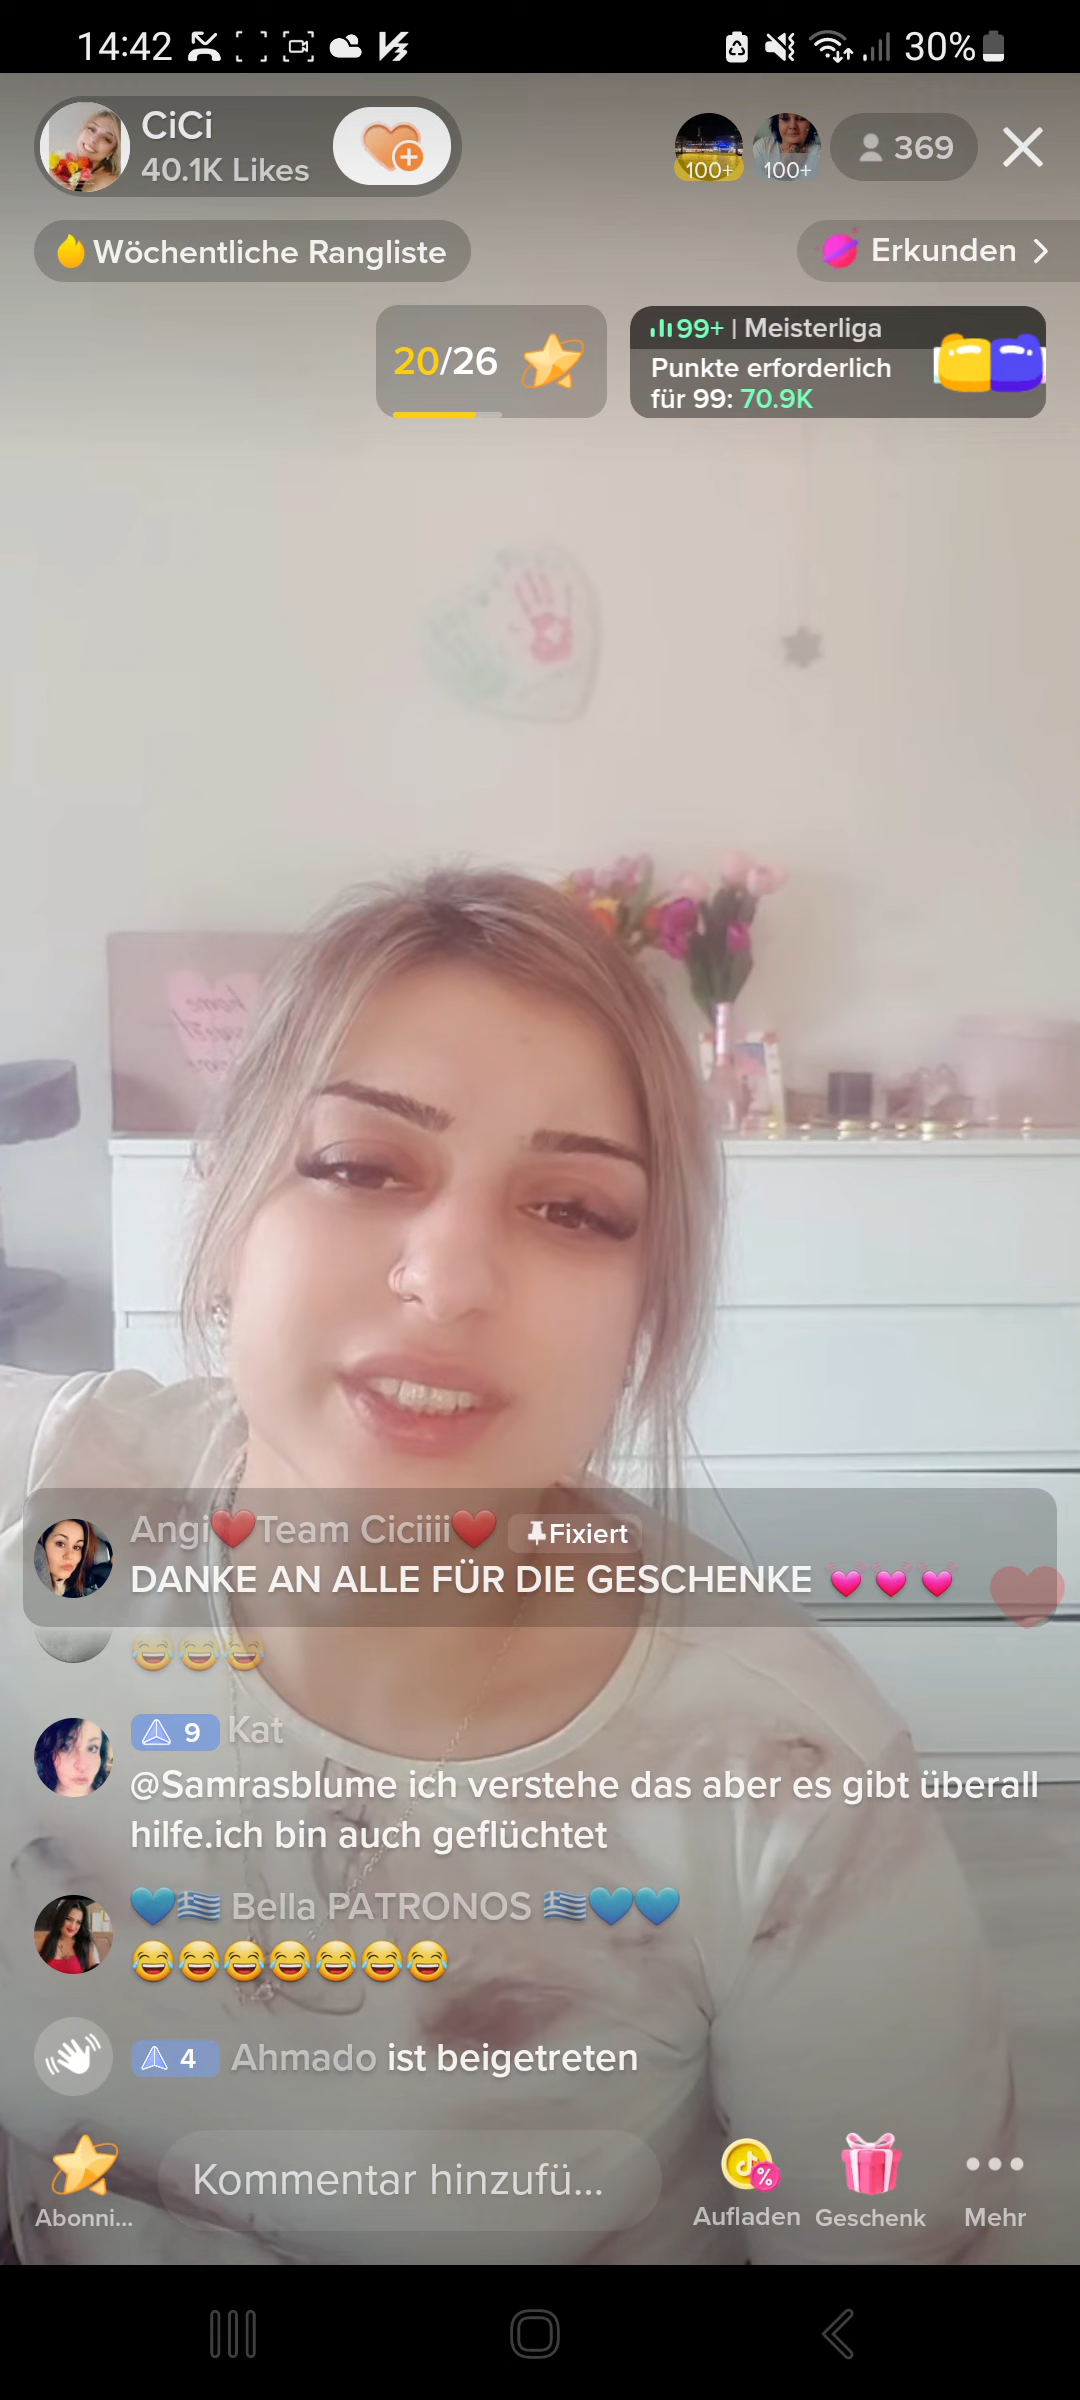 14:42
30%
CiCi
40.1K Likes
100+
100+
369
Wöchentliche Rangliste
Erkunden
20/26
99+ | Meisterliga
Punkte erforderlich
für 99: 70.9K
home
sweet
Angi❤️Team Ciciiii❤️ Fixiert
DANKE AN ALLE FÜR DIE GESCHENKE 💓💓💓
😂😂😂
9 Kat
@Samrasblume ich verstehe das aber es gibt überall
hilfe.ich bin auch geflüchtet
💙🇬🇷 Bella PATRONOS 🇬🇷💙💙
😂😂😂😂😂😂😂
4 Ahmado ist beigetreten
Kommentar hinzufü...
Abonni...
Aufladen
Geschenk
Mehr